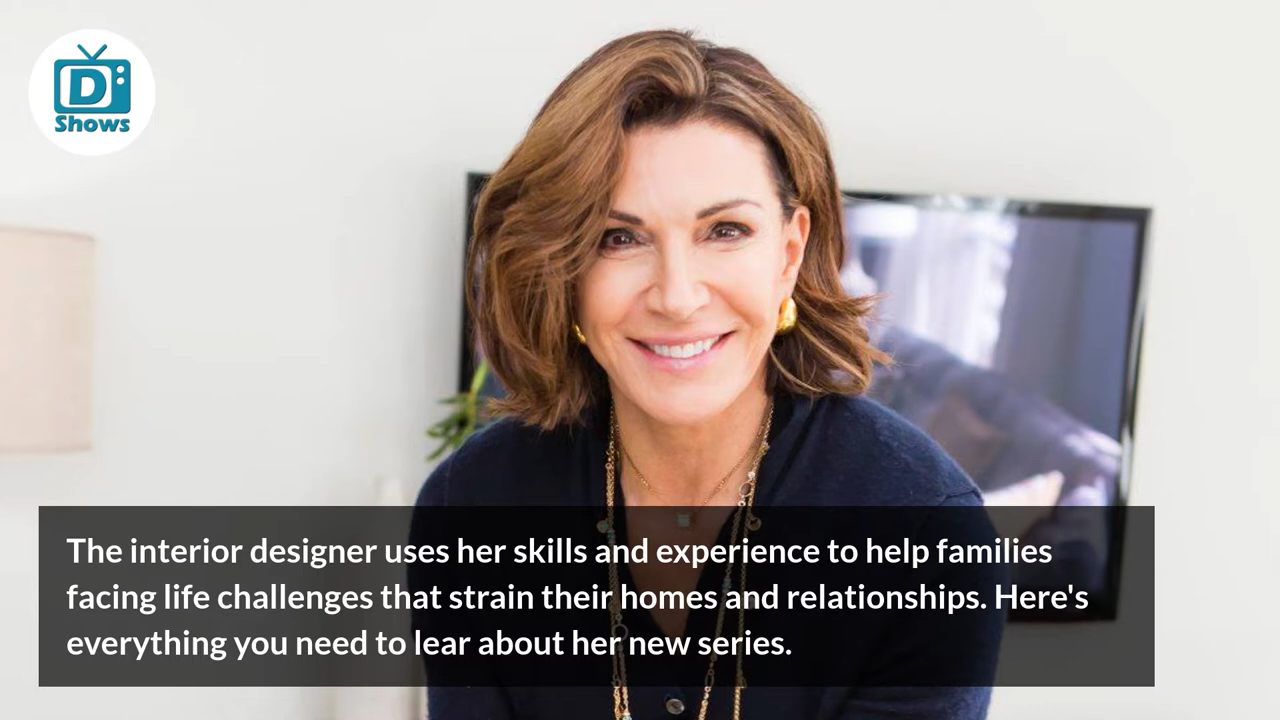 D
Shows
The interior designer uses her skills and experience to help families
facing life challenges that strain their homes and relationships. Here's
everything you need to lear about her new series.